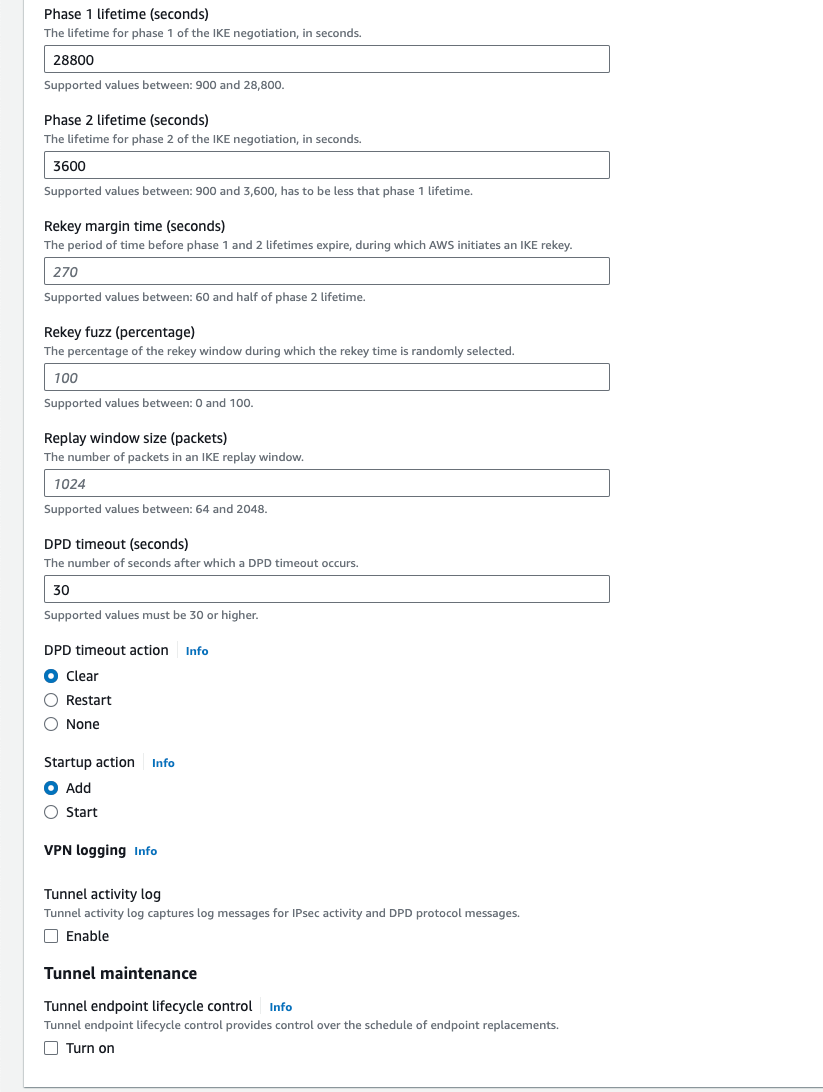 Phase 1 lifetime (seconds)
The lifetime for phase 1 of the IKE negotiation, in seconds.
28800
Supported values between: 900 and 28,800.
Phase 2 lifetime (seconds)
The lifetime for phase 2 of the IKE negotiation, in seconds.
3600
Supported values between: 900 and 3,600, has to be less that phase 1 lifetime.
Rekey margin time (seconds)
The period of time before phase 1 and 2 lifetimes expire, during which AWS initiates an IKE rekey.
270
Supported values between: 60 and half of phase 2 lifetime.
Rekey fuzz (percentage)
The percentage of the rekey window during which the rekey time is randomly selected.
100
Supported values between: 0 and 100.
Replay window size (packets)
The number of packets in an IKE replay window.
1024
Supported values between: 64 and 2048.
DPD timeout (seconds)
The number of seconds after which a DPD timeout occurs.
30
Supported values must be 30 or higher.
DPD timeout action Info
Clear
Restart
None
Startup action Info
Add
Start
VPN logging Info
Tunnel activity log
Tunnel activity log captures log messages for IPsec activity and DPD protocol messages.
Enable
Tunnel maintenance
Tunnel endpoint lifecycle control Info
Tunnel endpoint lifecycle control provides control over the schedule of endpoint replacements.
Turn on